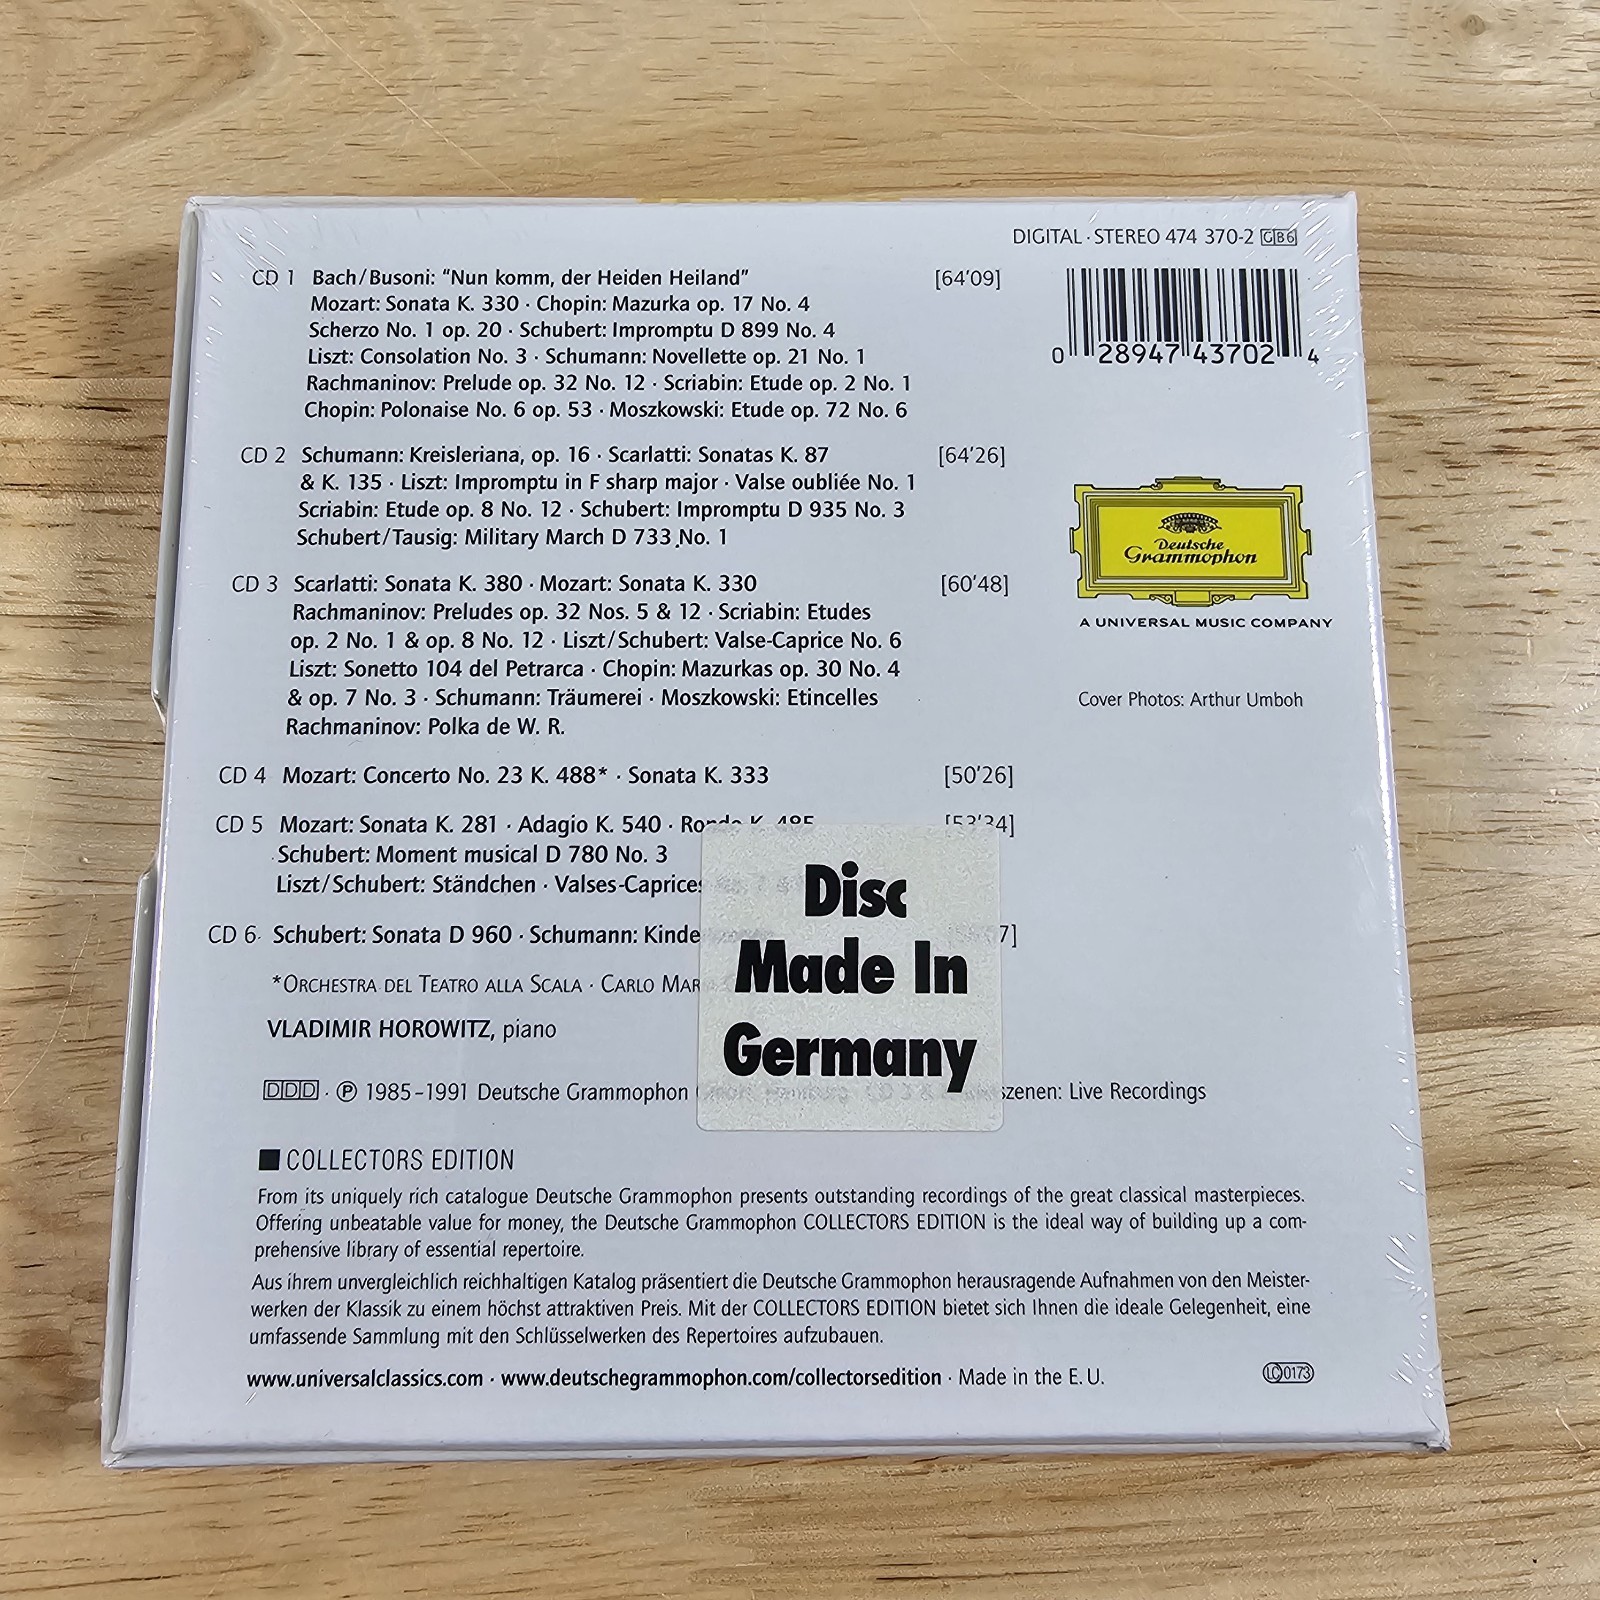 DIGITAL · STEREO 474 370-2 GB6
CD 1 Bach/Busoni: “Nun komm, der Heiden Heiland” [64'09]
Mozart: Sonata K. 330 · Chopin: Mazurka op. 17 No. 4
Scherzo No. 1 op. 20 · Schubert: Impromptu D 899 No. 4
Liszt: Consolation No. 3 · Schumann: Novellette op. 21 No. 1
Rachmaninov: Prelude op. 32 No. 12 · Scriabin: Etude op. 2 No. 1
Chopin: Polonaise No. 6 op. 53 · Moszkowski: Etude op. 72 No. 6
0 28947 43702 4
CD 2 Schumann: Kreisleriana, op. 16 · Scarlatti: Sonatas K. 87 [64'26]
& K. 135 · Liszt: Impromptu in F sharp major · Valse oubliée No. 1
Scriabin: Etude op. 8 No. 12 · Schubert: Impromptu D 935 No. 3
Schubert/Tausig: Military March D 733 No. 1
Deutsche
Grammophon
A UNIVERSAL MUSIC COMPANY
CD 3 Scarlatti: Sonata K. 380 · Mozart: Sonata K. 330 [60'48]
Rachmaninov: Preludes op. 32 Nos. 5 & 12 · Scriabin: Etudes
op. 2 No. 1 & op. 8 No. 12 · Liszt/Schubert: Valse-Caprice No. 6
Liszt: Sonetto 104 del Petrarca · Chopin: Mazurkas op. 30 No. 4
& op. 7 No. 3 · Schumann: Träumerei · Moszkowski: Etincelles
Rachmaninov: Polka de W. R.
Cover Photos: Arthur Umboh
CD 4 Mozart: Concerto No. 23 K. 488* · Sonata K. 333 [50'26]
CD 5 Mozart: Sonata K. 281 · Adagio K. 540 · Rondo K. 485 [53'34]
Schubert: Moment musical D 780 No. 3
Liszt/Schubert: Ständchen · Valses-Caprices
CD 6 Schubert: Sonata D 960 · Schumann: Kinde 7]
*ORCHESTRA DEL TEATRO ALLA SCALA · CARLO MAR
VLADIMIR HOROWITZ, piano
Disc
Made In
Germany
DDD · ℗ 1985–1991 Deutsche Grammophon szenen: Live Recordings
■ COLLECTORS EDITION
From its uniquely rich catalogue Deutsche Grammophon presents outstanding recordings of the great classical masterpieces.
Offering unbeatable value for money, the Deutsche Grammophon COLLECTORS EDITION is the ideal way of building up a com-
prehensive library of essential repertoire.
Aus ihrem unvergleichlich reichhaltigen Katalog präsentiert die Deutsche Grammophon herausragende Aufnahmen von den Meister-
werken der Klassik zu einem höchst attraktiven Preis. Mit der COLLECTORS EDITION bietet sich Ihnen die ideale Gelegenheit, eine
umfassende Sammlung mit den Schlüsselwerken des Repertoires aufzubauen.
www.universalclassics.com · www.deutschegrammophon.com/collectorsedition · Made in the E. U.
LC 0173